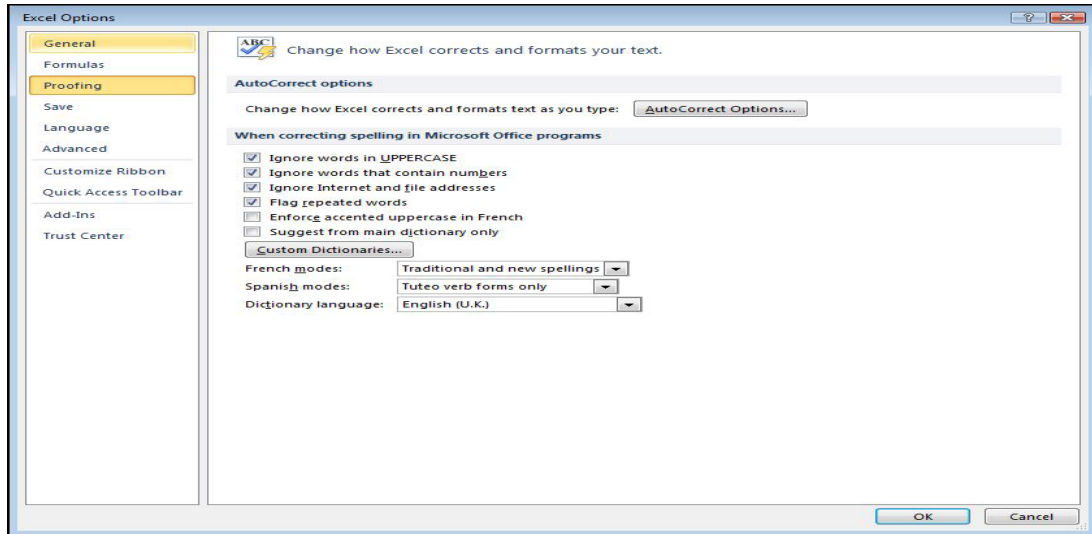 Excel Options
General
Formulas
Proofing
Save
Language
Advanced
Customize Ribbon
Quick Access Toolbar
Add-Ins
Trust Center
ABC
Change how Excel corrects and formats your text.
AutoCorrect options
Change how Excel corrects and formats text as you type: AutoCorrect Options...
When correcting spelling in Microsoft Office programs
Ignore words in UPPERCASE
Ignore words that contain numbers
Ignore Internet and file addresses
Flag repeated words
Enforce accented uppercase in French
Suggest from main dictionary only
Custom Dictionaries...
French modes: Traditional and new spellings
Spanish modes: Tuteo verb forms only
Dictionary language: English (U.K.)
OK Cancel